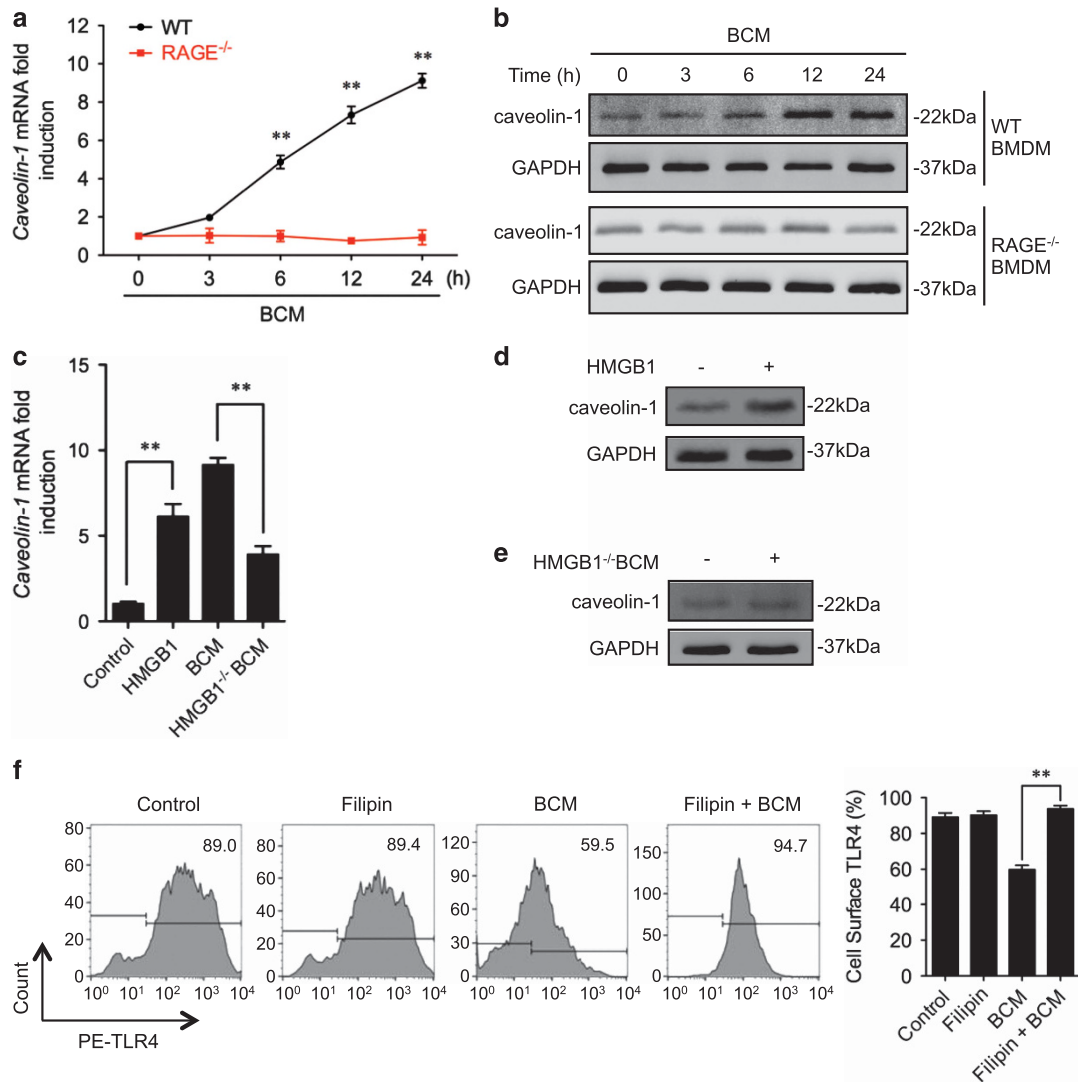 a
WT
RAGE-/-
Caveolin-1 mRNA fold
induction
12
10
8
6
4
2
0
**
**
**
0 3 6 12 24 (h)
BCM
b
BCM
Time (h) 0 3 6 12 24
caveolin-1 -22kDa
GAPDH -37kDa
WT
BMDM
caveolin-1 -22kDa
GAPDH -37kDa
RAGE-/-
BMDM
c
Caveolin-1 mRNA fold
induction
15
10
5
0
**
**
Control
HMGB1
BCM
HMGB1-/- BCM
d
HMGB1 - +
caveolin-1 -22kDa
GAPDH -37kDa
e
HMGB1-/-BCM - +
caveolin-1 -22kDa
GAPDH -37kDa
f
Control
89.0
80
60
40
20
0
10^0 10^1 10^2 10^3 10^4
Filipin
89.4
80
60
40
20
0
10^0 10^1 10^2 10^3 10^4
BCM
59.5
120
90
60
30
0
10^0 10^1 10^2 10^3 10^4
Filipin + BCM
94.7
150
100
50
0
10^0 10^1 10^2 10^3 10^4
Count
PE-TLR4
Cell Surface TLR4 (%)
100
80
60
40
20
0
**
Control
Filipin
BCM
Filipin + BCM